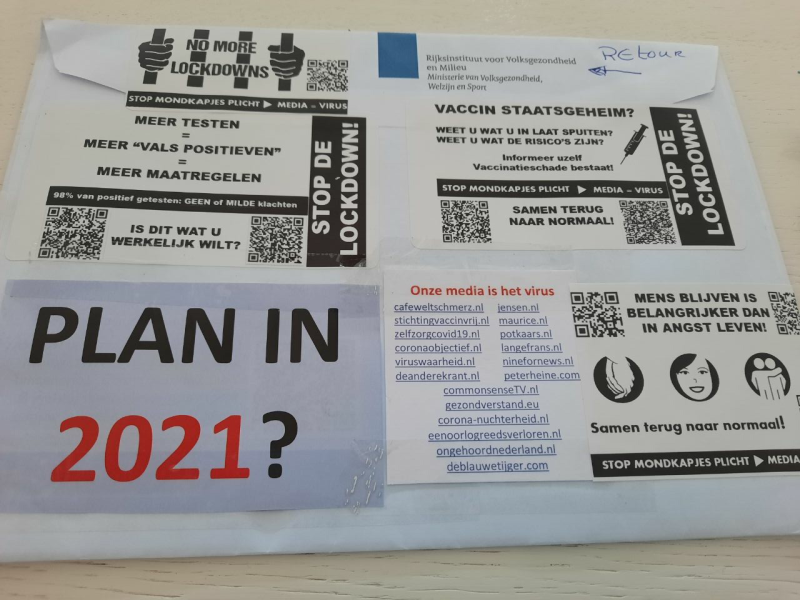 NO MORE
LOCKDOWNS
STOP MONDKAPJES PLICHT ▶ MEDIA = VIRUS
Rijksinstituut voor Volksgezondheid
en Milieu
Ministerie van Volksgezondheid,
Welzijn en Sport
Retour
MEER TESTEN
=
MEER “VALS POSITIEVEN”
=
MEER MAATREGELEN
98% van positief getesten: GEEN of MILDE klachten
IS DIT WAT U
WERKELIJK WILT?
STOP DE
LOCKDOWN!
VACCIN STAATSGEHEIM?
WEET U WAT U IN LAAT SPUITEN?
WEET U WAT DE RISICO'S ZIJN?
Informeer uzelf
Vaccinatieschade bestaat!
STOP MONDKAPJES PLICHT ▶ MEDIA = VIRUS
SAMEN TERUG
NAAR NORMAAL!
STOP DE
LOCKDOWN!
PLAN IN
2021?
Onze media is het virus
cafeweltschmerz.nl jensen.nl
stichtingvaccinvrij.nl maurice.nl
zelfzorgcovid19.nl potkaars.nl
coronaobjectief.nl langefrans.nl
viruswaarheid.nl ninefornews.nl
deanderekrant.nl peterheine.com
commonsenseTV.nl
gezondverstand.eu
corona-nuchterheid.nl
eenoorlogreedsverloren.nl
ongehoordnederland.nl
deblauwetijger.com
MENS BLIJVEN IS
BELANGRIJKER DAN
IN ANGST LEVEN!
Samen terug naar normaal!
STOP MONDKAPJES PLICHT ▶ MEDIA